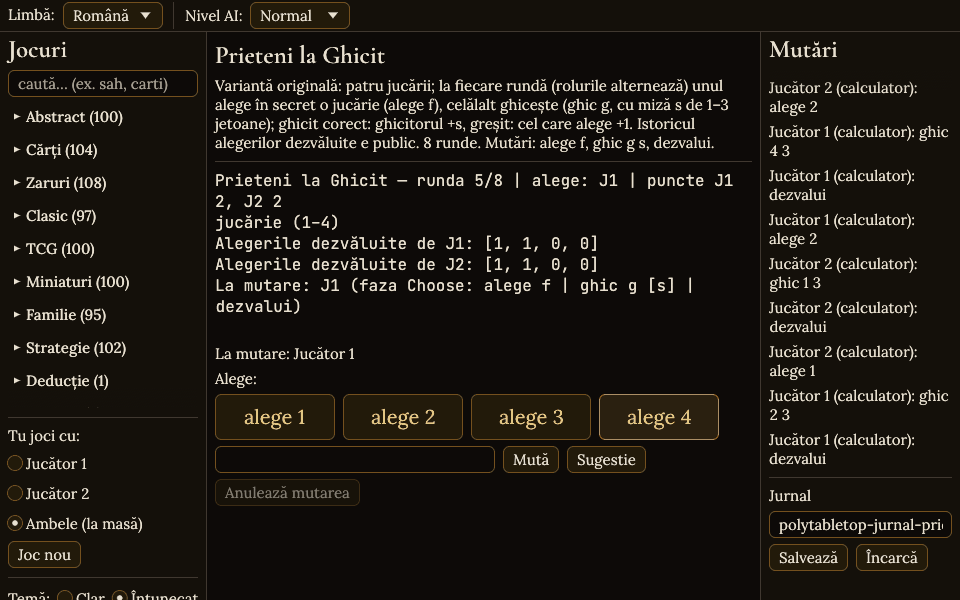 Limbă: Română ▼ Nivel AI: Normal ▼
Jocuri
caută... (ex. sah, carti)
▸ Abstract (100)
▸ Cărți (104)
▸ Zaruri (108)
▸ Clasic (97)
▸ TCG (100)
▸ Miniaturi (100)
▸ Familie (95)
▸ Strategie (102)
▸ Deducție (1)
Tu joci cu:
Jucător 1
Jucător 2
Ambele (la masă)
Joc nou
Temă: Clar Întunecat
Prieteni la Ghicit
Variantă originală: patru jucării; la fiecare rundă (rolurile alternează) unul
alege în secret o jucărie (alege f), celălalt ghicește (ghic g, cu miză s de 1–3
jetoane); ghicit corect: ghicitorul +s, greșit: cel care alege +1. Istoricul
alegerilor dezvăluite e public. 8 runde. Mutări: alege f, ghic g s, dezvalui.
Prieteni la Ghicit — runda 5/8 | alege: J1 | puncte J1
2, J2 2
jucărie (1–4)
Alegerile dezvăluite de J1: [1, 1, 0, 0]
Alegerile dezvăluite de J2: [1, 1, 0, 0]
La mutare: J1 (faza Choose: alege f | ghic g [s] |
dezvalui)
La mutare: Jucător 1
Alege:
alege 1 alege 2 alege 3 alege 4
Mută Sugestie
Anulează mutarea
Mutări
Jucător 2 (calculator):
alege 2
Jucător 1 (calculator): ghic
4 3
Jucător 1 (calculator):
dezvalui
Jucător 1 (calculator):
alege 2
Jucător 2 (calculator):
ghic 1 3
Jucător 2 (calculator):
dezvalui
Jucător 2 (calculator):
alege 1
Jucător 1 (calculator): ghic
2 3
Jucător 1 (calculator):
dezvalui
Jurnal
polytabletop-jurnal-pri
Salvează Încarcă